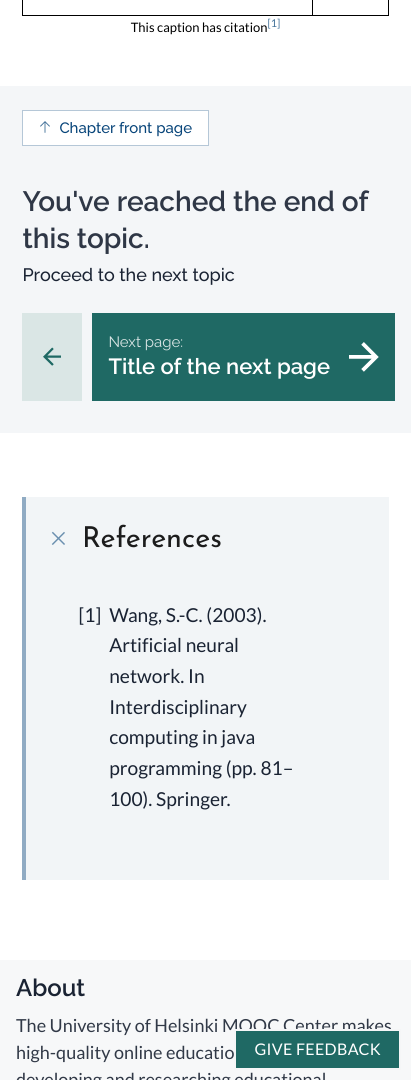 This caption has citation[1]
Chapter front page
You've reached the end of
this topic.
Proceed to the next topic
Next page:
Title of the next page
References
[1] Wang, S.-C. (2003).
Artificial neural
network. In
Interdisciplinary
computing in java
programming (pp. 81–
100). Springer.
About
The University of Helsinki MOOC Center makes
high-quality online educatio
GIVE FEEDBACK
developing and researching educational